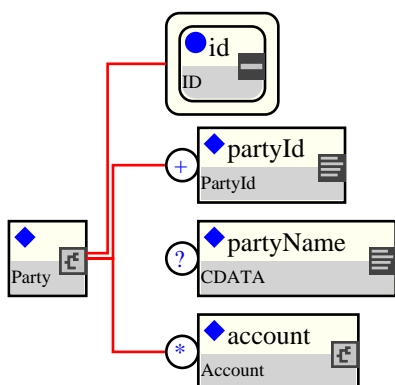 id
ID
+
partyId
PartyId
Party
?
partyName
CDATA
*
account
Account